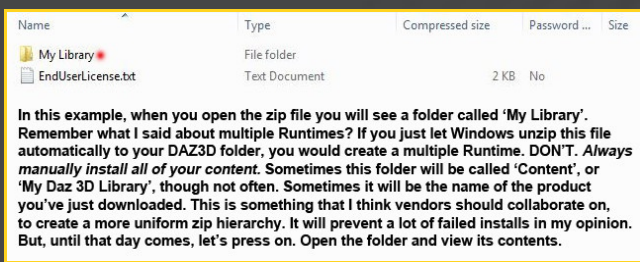 Name Type Compressed size Password ... Size
My Library File folder
EndUserLicense.txt Text Document 2 KB No
In this example, when you open the zip file you will see a folder called ‘My Library’.
Remember what I said about multiple Runtimes? If you just let Windows unzip this file
automatically to your DAZ3D folder, you would create a multiple Runtime. DON’T. Always
manually install all of your content. Sometimes this folder will be called ‘Content’, or
‘My Daz 3D Library’, though not often. Sometimes it will be the name of the product
you’ve just downloaded. This is something that I think vendors should collaborate on,
to create a more uniform zip hierarchy. It will prevent a lot of failed installs in my opinion.
But, until that day comes, let’s press on. Open the folder and view its contents.